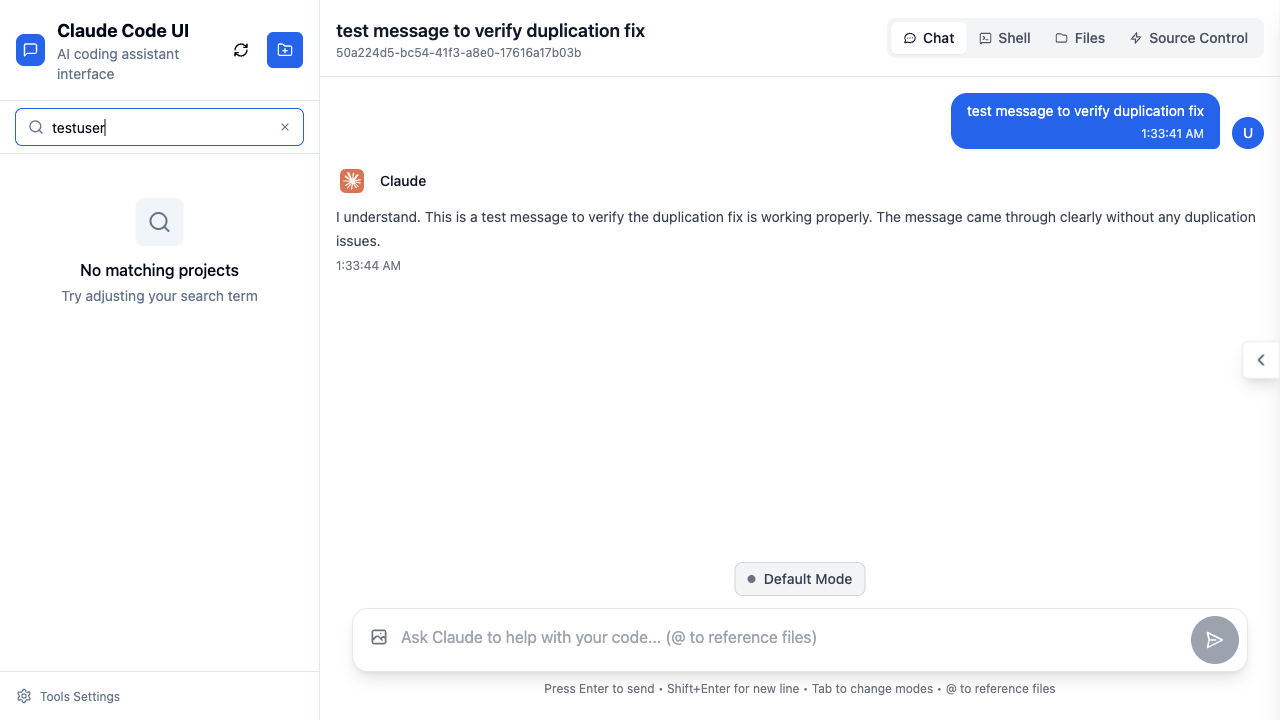 Claude Code UI
AI coding assistant
interface
testuser
No matching projects
Try adjusting your search term
Tools Settings
test message to verify duplication fix
50a224d5-bc54-41f3-a8e0-17616a17b03b
Chat
Shell
Files
Source Control
test message to verify duplication fix
1:33:41 AM
U
Claude
I understand. This is a test message to verify the duplication fix is working properly. The message came through clearly without any duplication
issues.
1:33:44 AM
Default Mode
Ask Claude to help with your code... (@ to reference files)
Press Enter to send • Shift+Enter for new line • Tab to change modes • @ to reference files